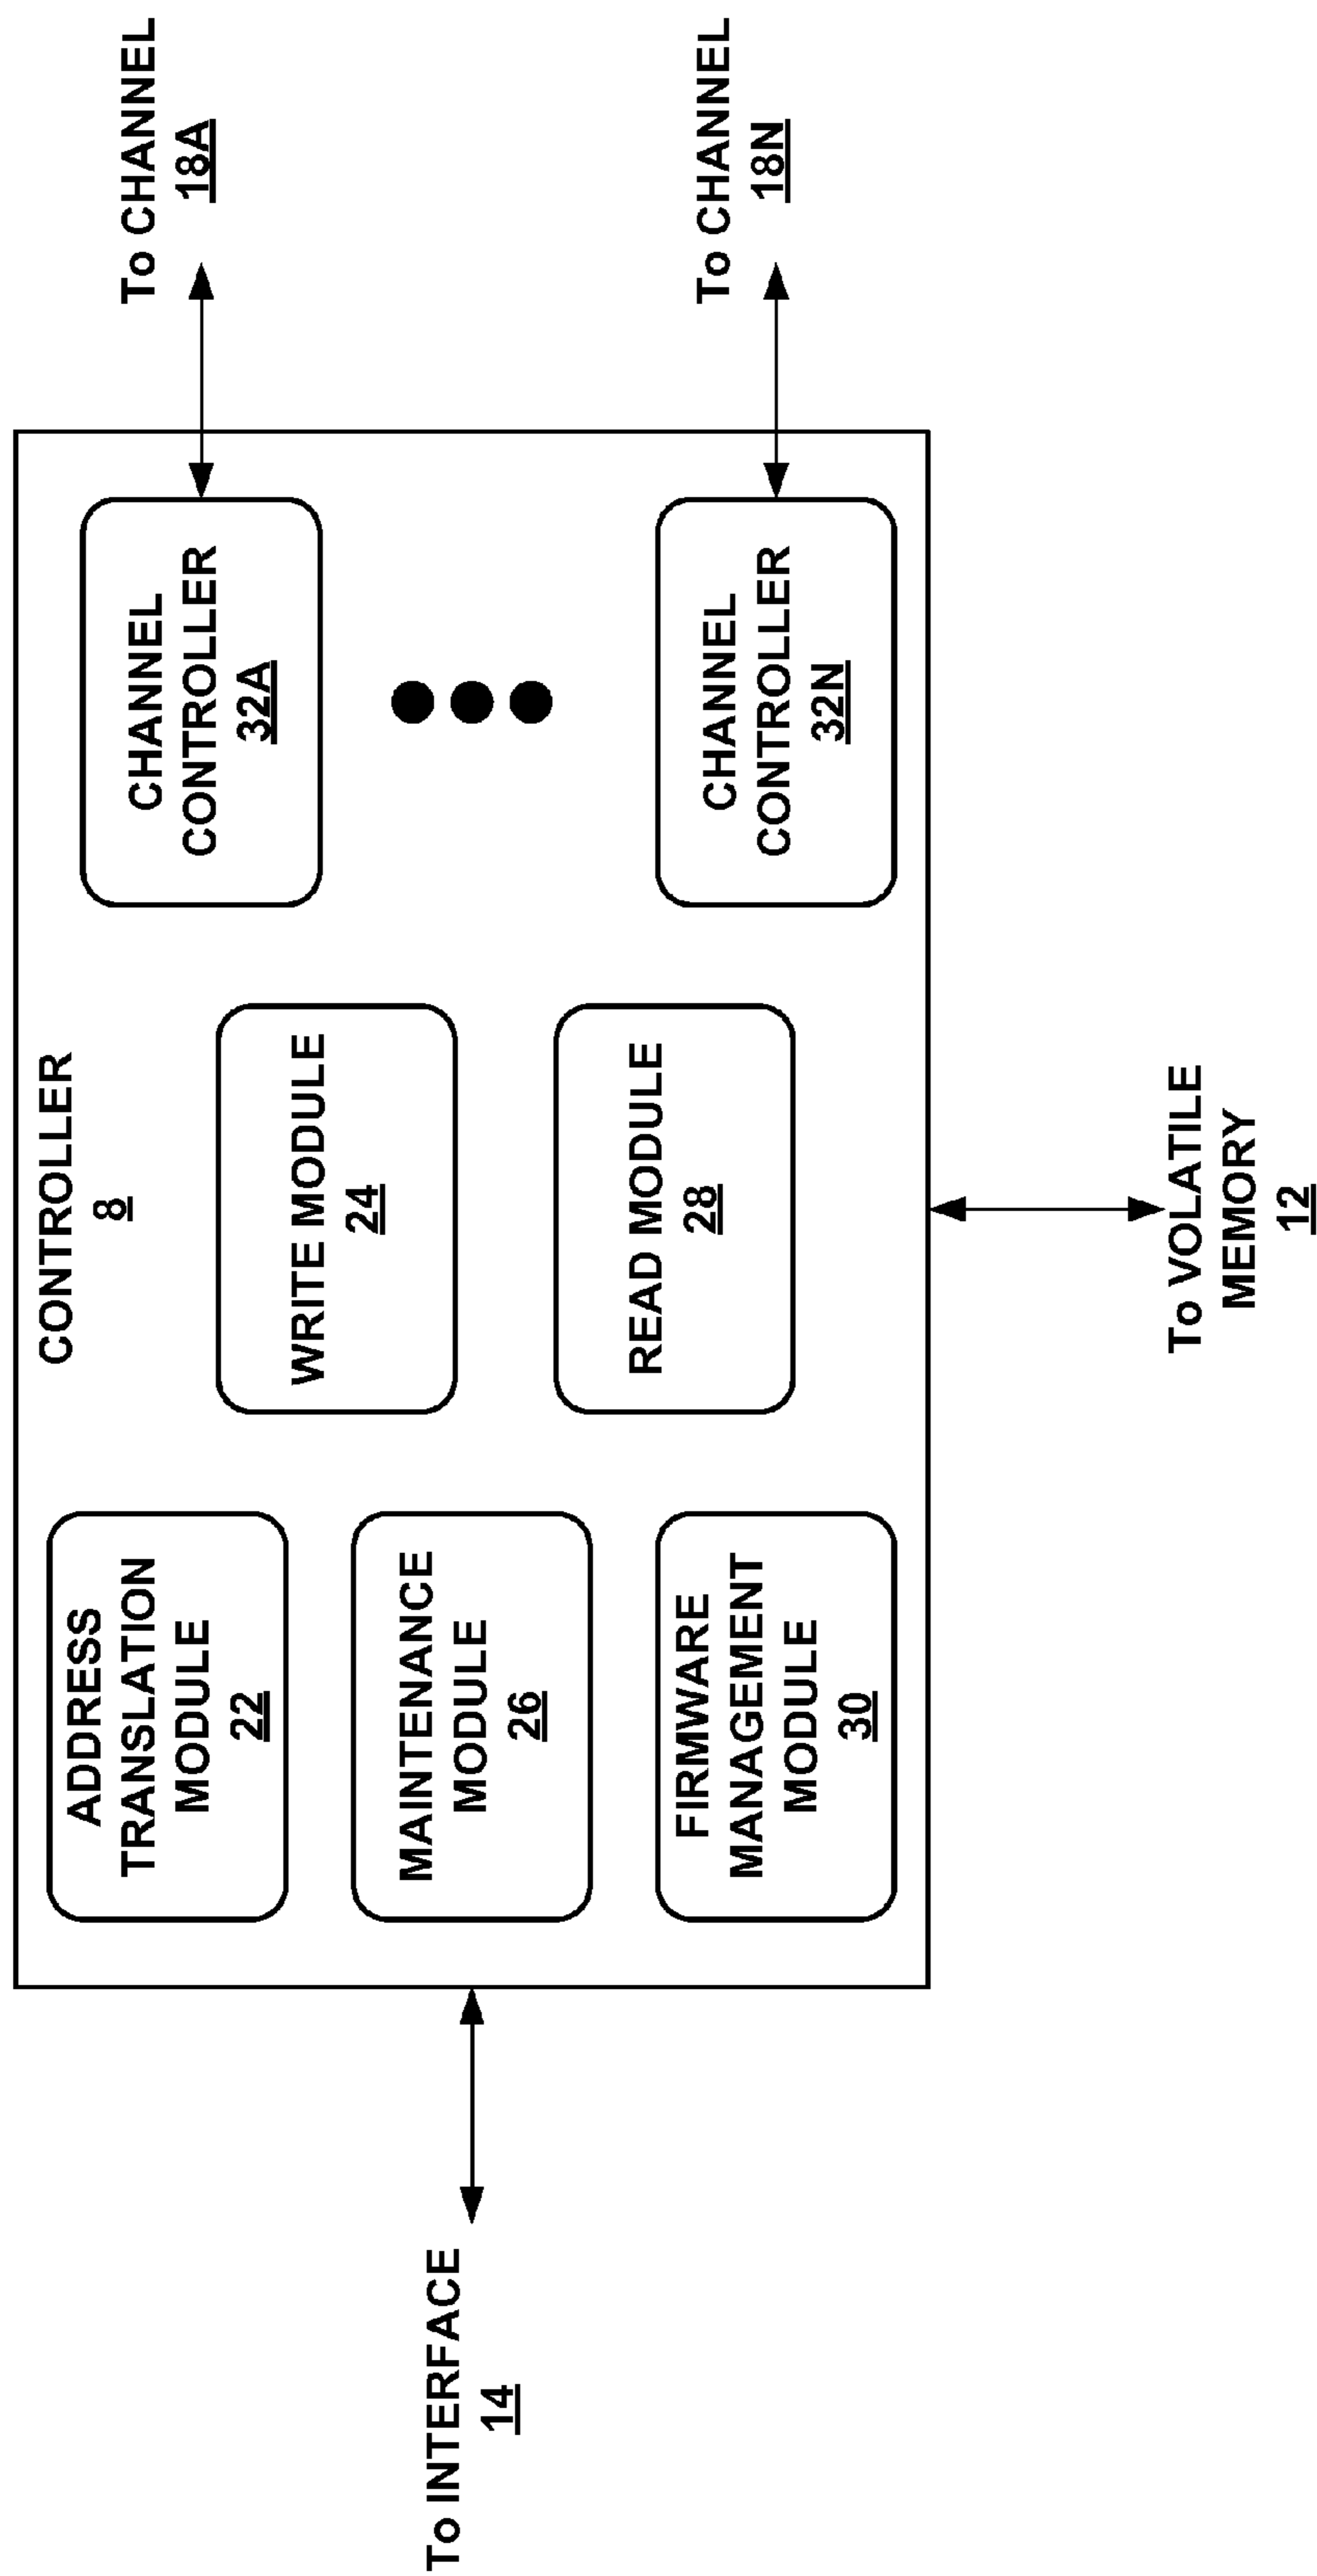 CONTROLLER
8
ADDRESS
TRANSLATION
MODULE
22
MAINTENANCE
MODULE
26
FIRMWARE
MANAGEMENT
MODULE
30
WRITE MODULE
24
READ MODULE
28
CHANNEL
CONTROLLER
32A
CHANNEL
CONTROLLER
32N
To INTERFACE
14
To CHANNEL
18A
To CHANNEL
18N
To VOLATILE
MEMORY
12